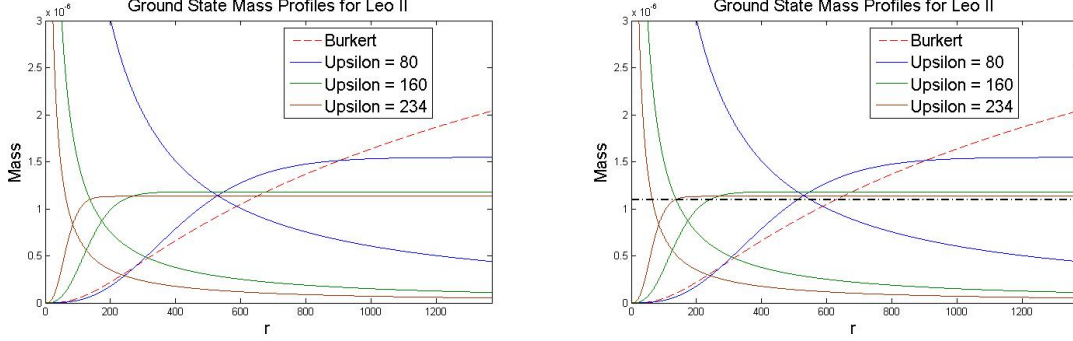 Ground State Mass Profiles for Leo II
x 10⁻⁶
3
2.5
2
1.5
1
0.5
0
Mass
0 200 400 600 800 1000 1200
r
Burkert
Upsilon = 80
Upsilon = 160
Upsilon = 234
Ground State Mass Profiles for Leo II
x 10⁻⁶
3
2.5
2
1.5
1
0.5
0
Mass
0 200 400 600 800 1000 1200
r
Burkert
Upsilon = 80
Upsilon = 160
Upsilon = 234